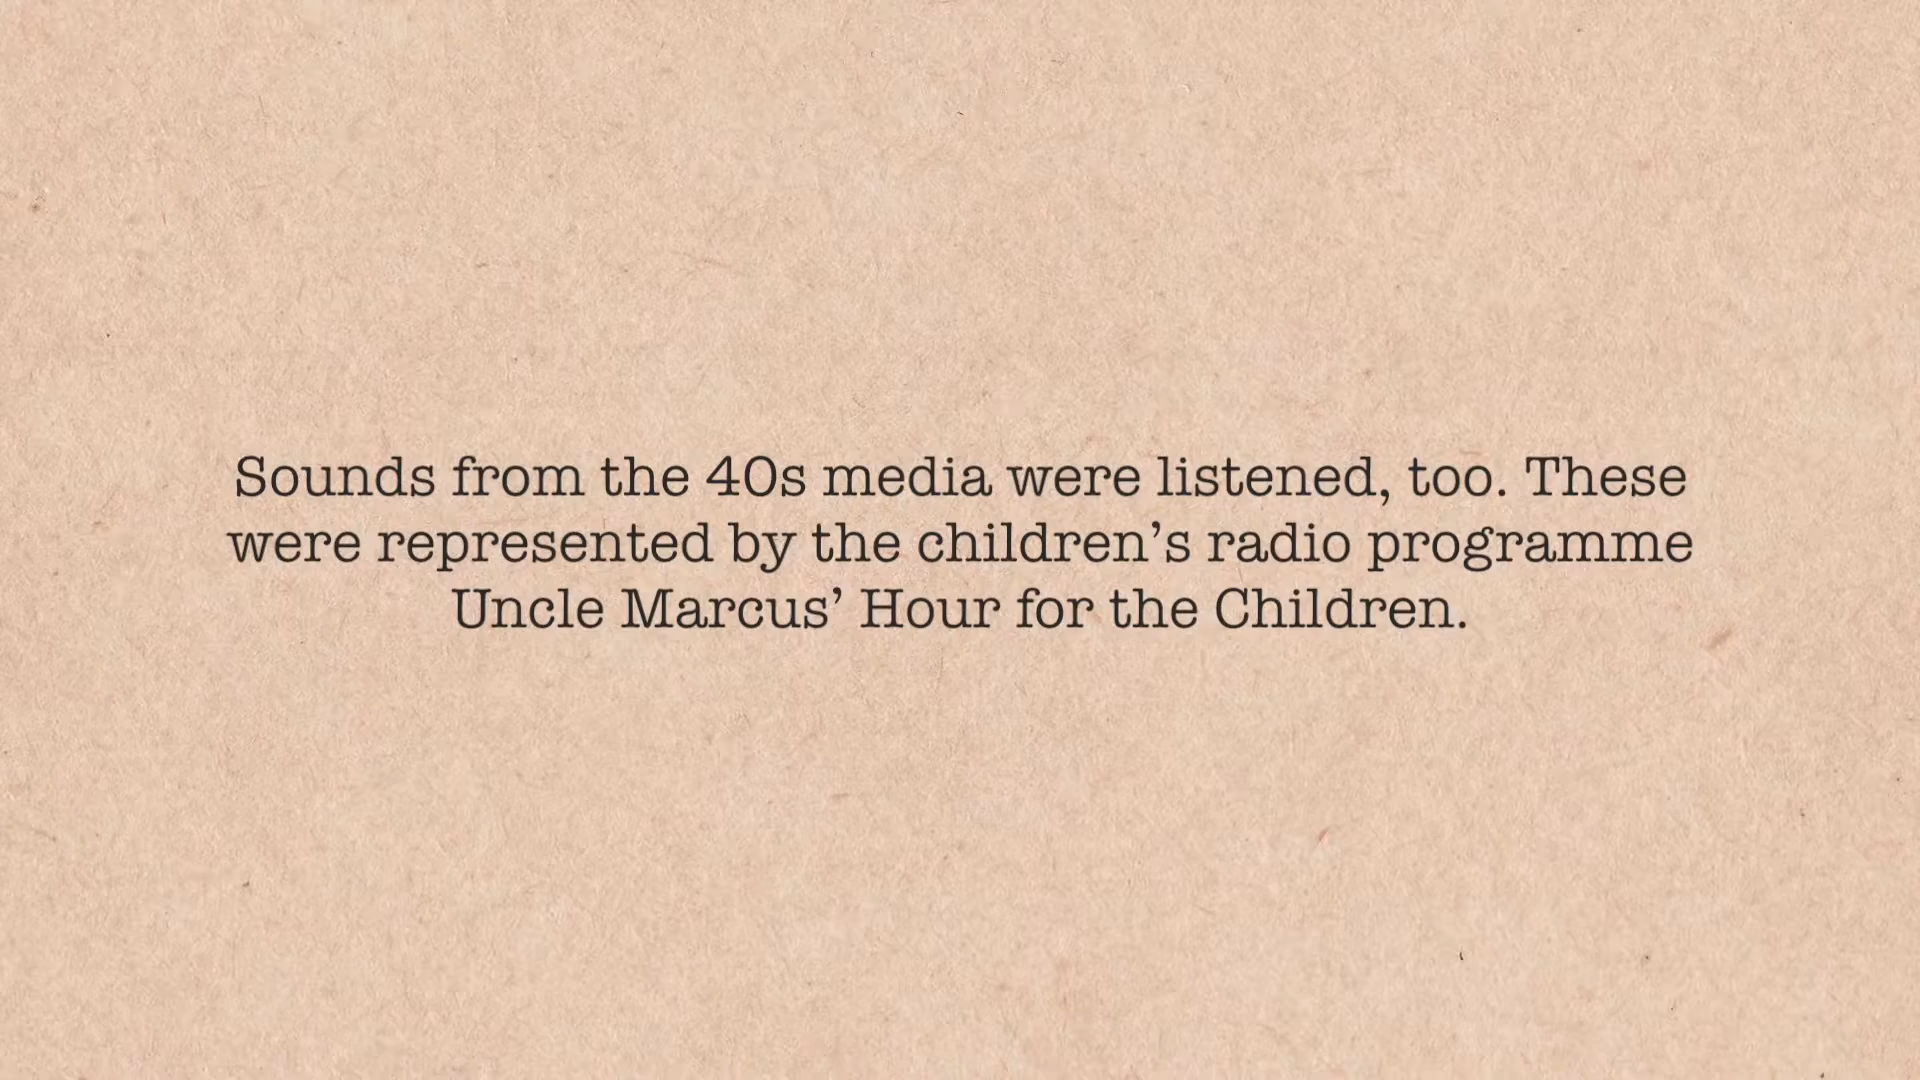 Sounds from the 40s media were listened, too. These
were represented by the children’s radio programme
Uncle Marcus’ Hour for the Children.